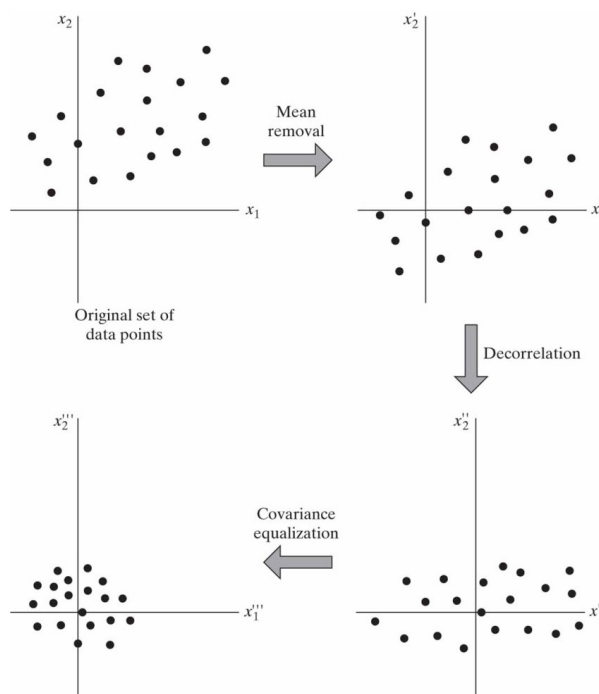 x₂
x₂'
Mean
removal
x₁
x
Original set of
data points
Decorrelation
x₂'''
x₂''
Covariance
equalization
x₁'''
x'